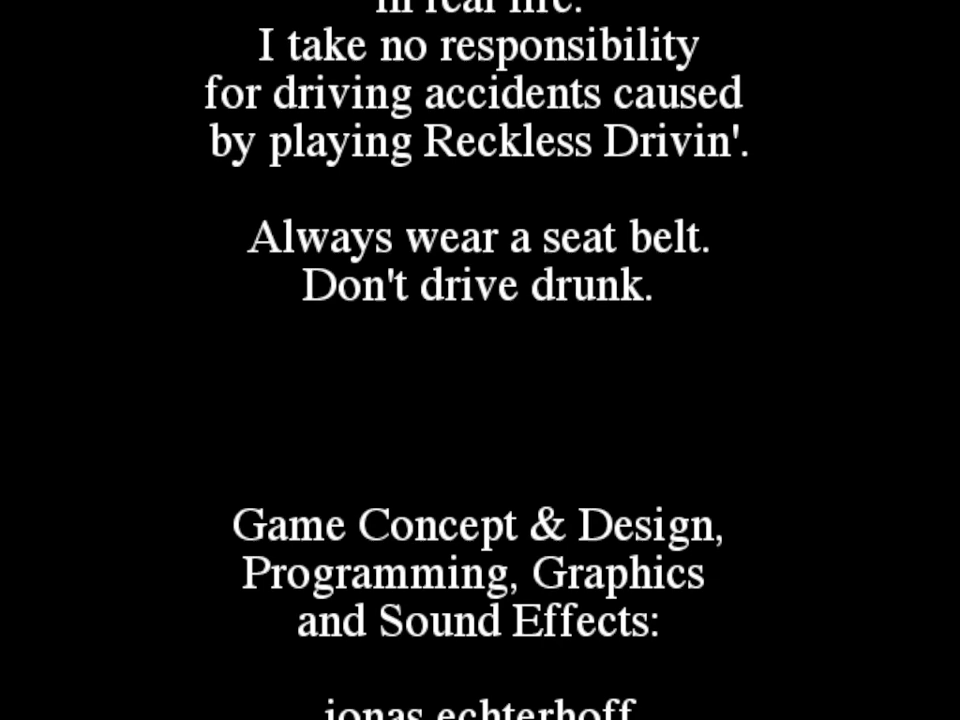 in real life.
I take no responsibility
for driving accidents caused
by playing Reckless Drivin'.
Always wear a seat belt.
Don't drive drunk.
Game Concept & Design,
Programming, Graphics
and Sound Effects:
jonas echterhoff